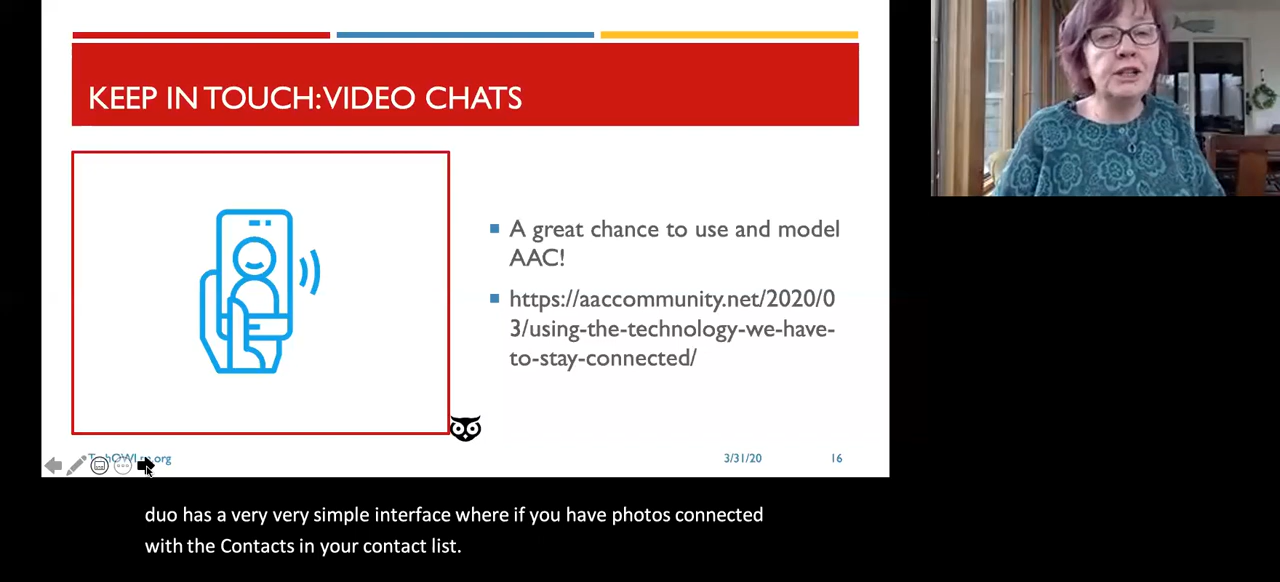 KEEP IN TOUCH: VIDEO CHATS
A great chance to use and model
AAC!
https://aaccommunity.net/2020/0
3/using-the-technology-we-have-
to-stay-connected/
3/31/20
16
duo has a very very simple interface where if you have photos connected
with the Contacts in your contact list.